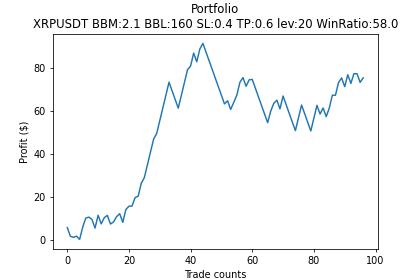 Portfolio
XRPUSDT BBM:2.1 BBL:160 SL:0.4 TP:0.6 lev:20 WinRatio:58.0
80
60
40
20
0
Profit ($)
0 20 40 60 80 100
Trade counts